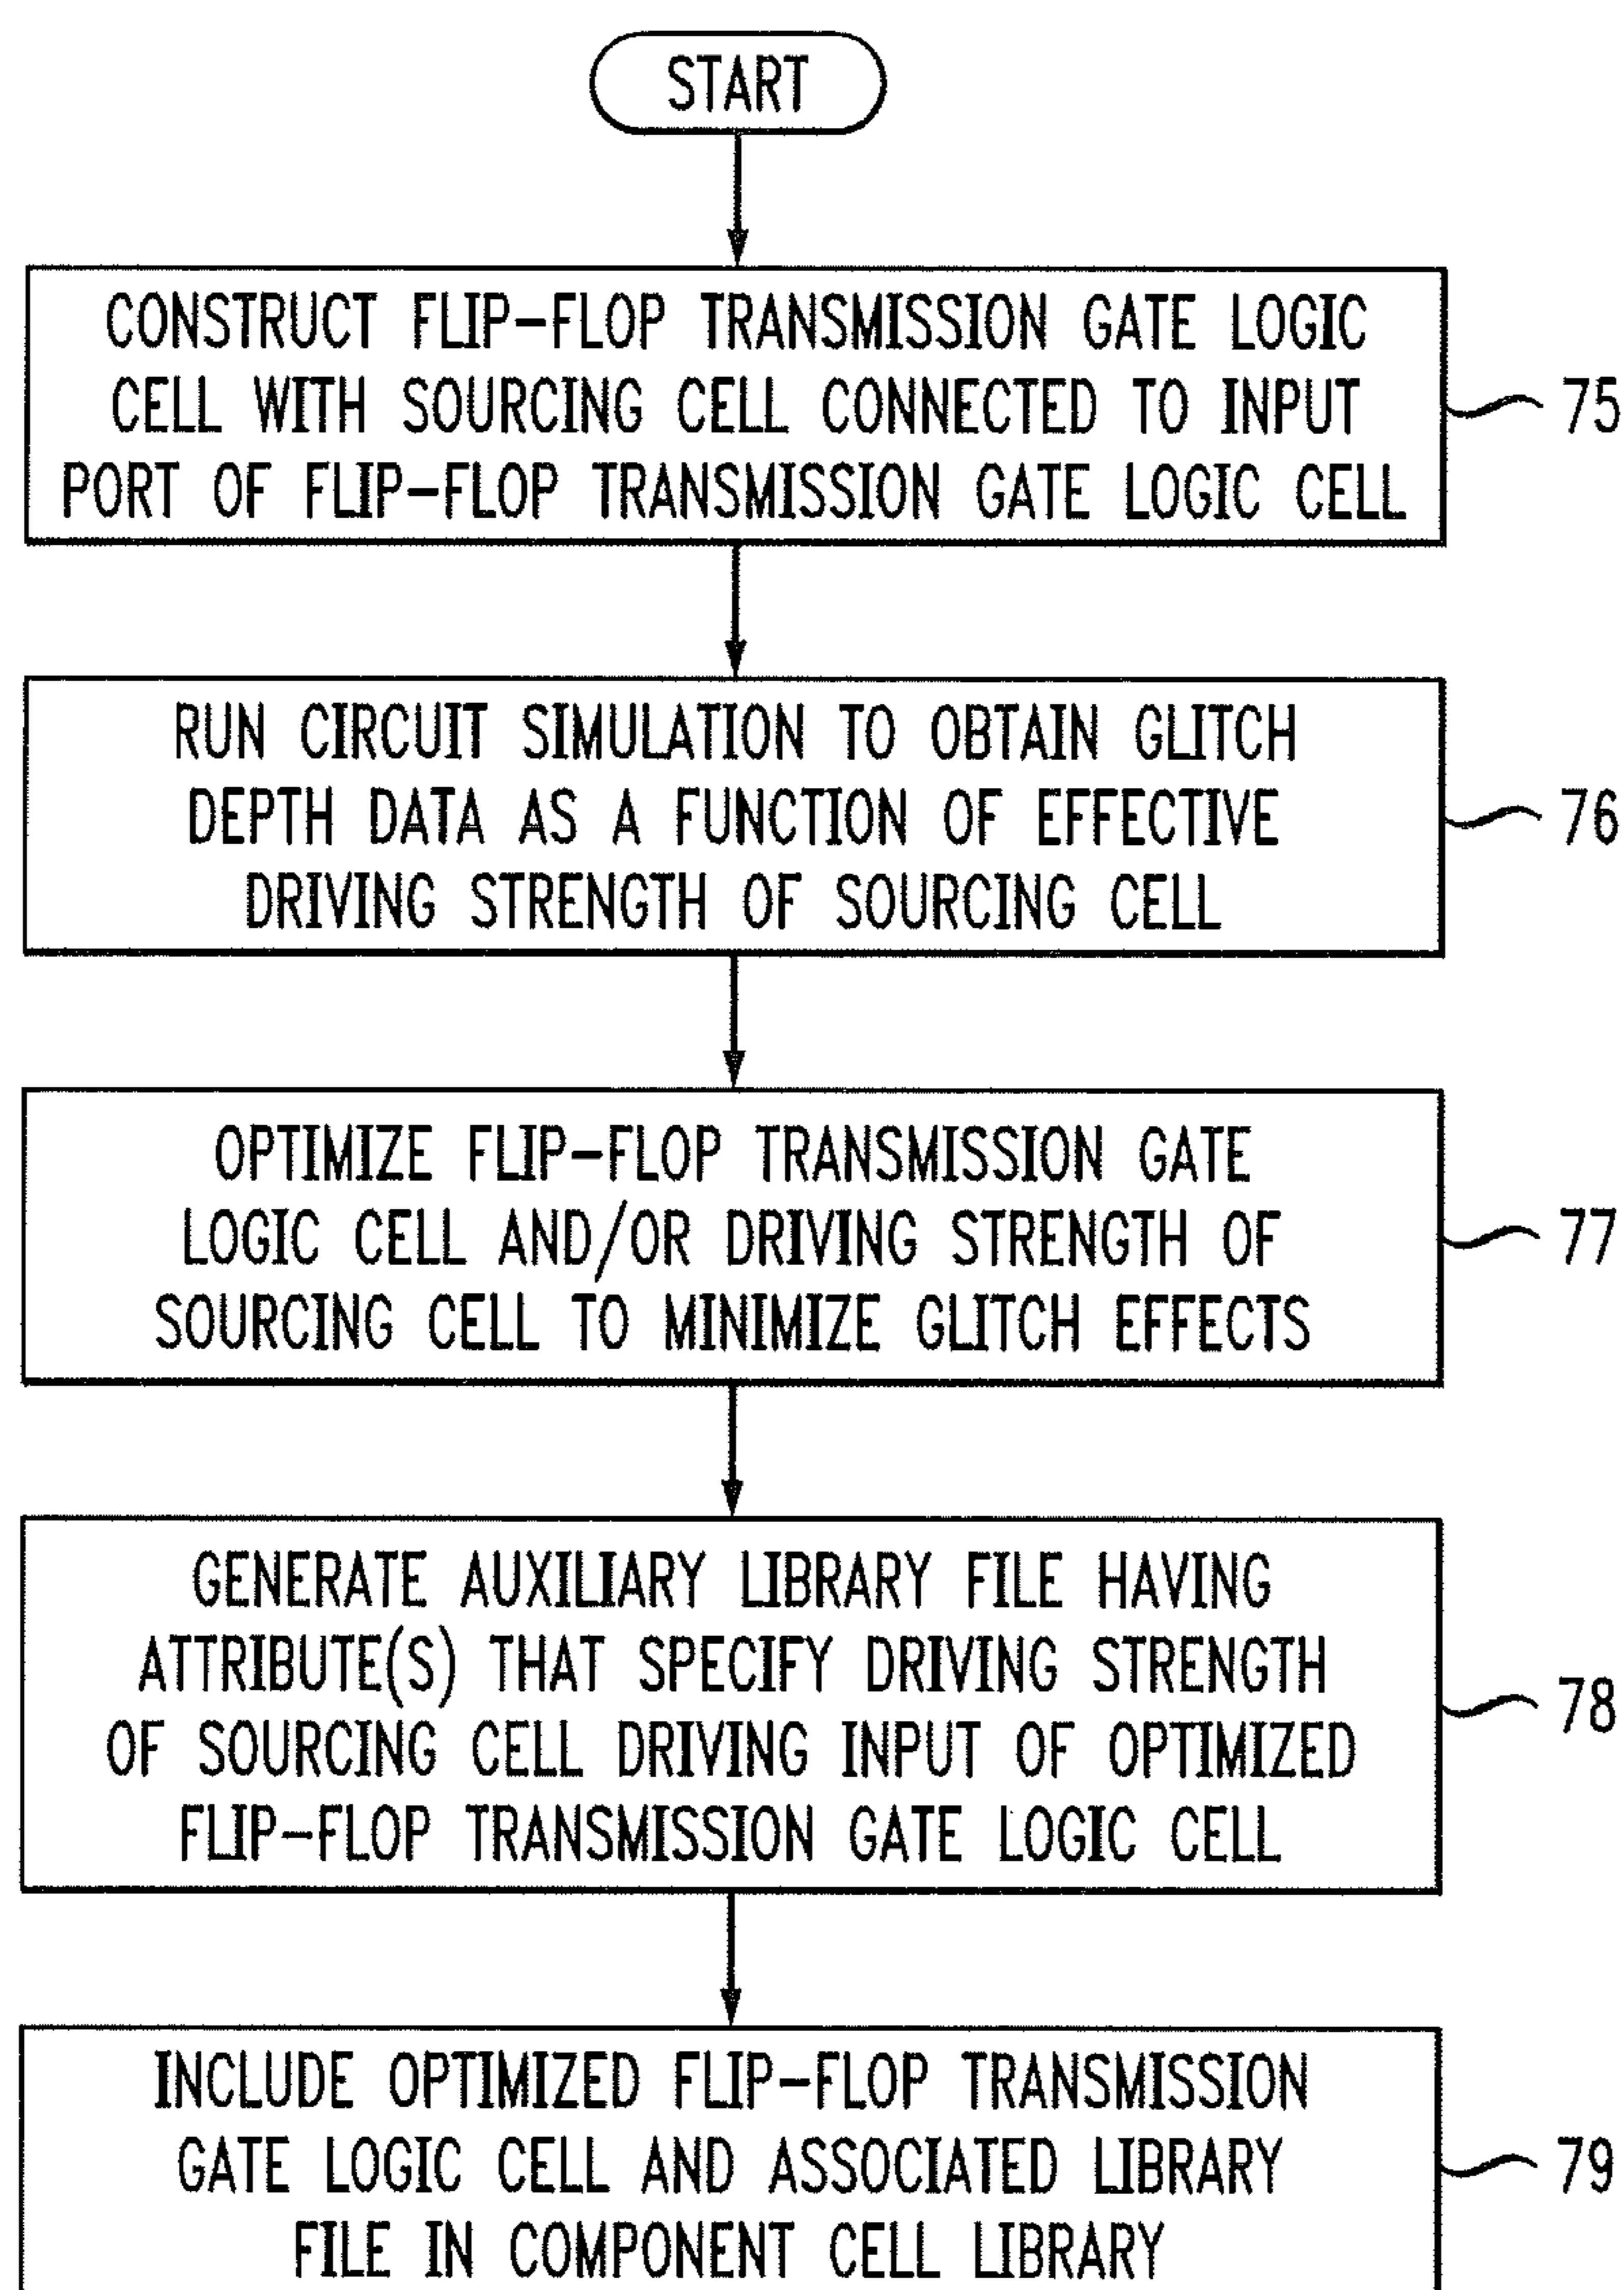 START
CONSTRUCT FLIP-FLOP TRANSMISSION GATE LOGIC
CELL WITH SOURCING CELL CONNECTED TO INPUT
PORT OF FLIP-FLOP TRANSMISSION GATE LOGIC CELL
75
RUN CIRCUIT SIMULATION TO OBTAIN GLITCH
DEPTH DATA AS A FUNCTION OF EFFECTIVE
DRIVING STRENGTH OF SOURCING CELL
76
OPTIMIZE FLIP-FLOP TRANSMISSION GATE
LOGIC CELL AND/OR DRIVING STRENGTH OF
SOURCING CELL TO MINIMIZE GLITCH EFFECTS
77
GENERATE AUXILIARY LIBRARY FILE HAVING
ATTRIBUTE(S) THAT SPECIFY DRIVING STRENGTH
OF SOURCING CELL DRIVING INPUT OF OPTIMIZED
FLIP-FLOP TRANSMISSION GATE LOGIC CELL
78
INCLUDE OPTIMIZED FLIP-FLOP TRANSMISSION
GATE LOGIC CELL AND ASSOCIATED LIBRARY
FILE IN COMPONENT CELL LIBRARY
79